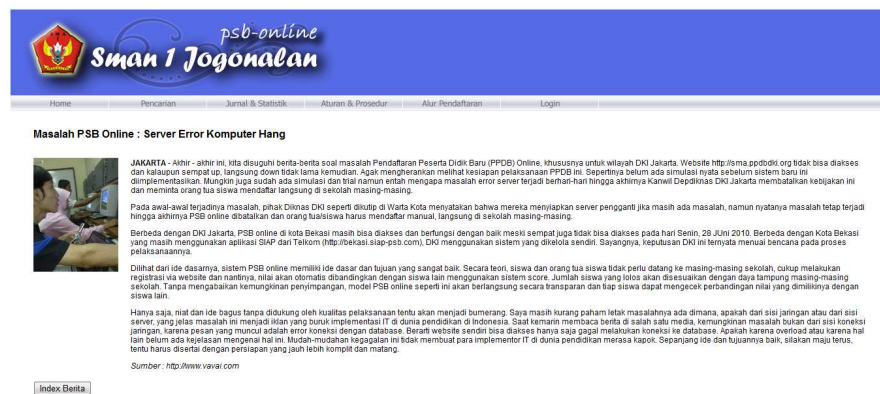 psb-online
Sman 1 Jogonalan
Home Pencarian Jurnal & Statistik Aturan & Prosedur Alur Pendaftaran Login
Masalah PSB Online : Server Error Komputer Hang
JAKARTA - Akhir - akhir ini, kita disuguhi berita-berita soal masalah Pendaftaran Peserta Didik Baru (PPDB) Online, khususnya untuk wilayah DKI Jakarta. Website http://sma.ppdbdki.org tidak bisa diakses
dan kalaupun sempat up, langsung down tidak lama kemudian. Agak mengherankan melihat kesiapan pelaksanaan PPDB ini. Sepertinya belum ada simulasi nyata sebelum sistem baru ini
diimplementasikan. Mungkin juga sudah ada simulasi dan trial namun entah mengapa masalah error server terjadi berhari-hari hingga akhirnya Kanwil Depdiknas DKI Jakarta membatalkan kebijakan ini
dan meminta orang tua siswa mendaftar langsung di sekolah masing-masing.
Pada awal-awal terjadinya masalah, pihak Diknas DKI seperti dikutip di Warta Kota menyatakan bahwa mereka menyiapkan server pengganti jika masih ada masalah, namun nyatanya masalah tetap terjadi
hingga akhirnya PSB online dibatalkan dan orang tua/siswa harus mendaftar manual, langsung di sekolah masing-masing.
Berbeda dengan DKI Jakarta, PSB online di kota Bekasi masih bisa diakses dan berfungsi dengan baik meski sempat juga tidak bisa diakses pada hari Senin, 28 JUni 2010. Berbeda dengan Kota Bekasi
yang masih menggunakan aplikasi SIAP dari Telkom (http://bekasi.siap-psb.com), DKI menggunakan sistem yang dikelola sendiri. Sayangnya, keputusan DKI ini ternyata menuai bencana pada proses
pelaksanaannya.
Dilihat dari ide dasarnya, sistem PSB online memiliki ide dasar dan tujuan yang sangat baik. Secara teori, siswa dan orang tua siswa tidak perlu datang ke masing-masing sekolah, cukup melakukan
registrasi via website dan nantinya, nilai akan otomatis dibandingkan dengan siswa lain menggunakan sistem score. Jumlah siswa yang lolos akan disesuaikan dengan daya tampung masing-masing
sekolah. Tanpa mengabaikan kemungkinan penyimpangan, model PSB online seperti ini akan berlangsung secara transparan dan tiap siswa dapat mengecek perbandingan nilai yang dimilikinya dengan
siswa lain.
Hanya saja, niat dan ide bagus tanpa didukung oleh kualitas pelaksanaan tentu akan menjadi bumerang. Saya masih kurang paham letak masalahnya ada dimana, apakah dari sisi jaringan atau dari sisi
server, yang jelas masalah ini menjadi iklan yang buruk implementasi IT di dunia pendidikan di Indonesia. Saat kemarin membaca berita di salah satu media, kemungkinan masalah bukan dari sisi koneksi
jaringan, karena pesan yang muncul adalah error koneksi dengan database. Berarti website sendiri bisa diakses hanya saja gagal melakukan koneksi ke database. Apakah karena overload atau karena hal
lain belum ada kejelasan mengenai hal ini. Mudah-mudahan kegagalan ini tidak membuat para implementor IT di dunia pendidikan merasa kapok. Sepanjang ide dan tujuannya baik, silakan maju terus,
tentu harus disertai dengan persiapan yang jauh lebih komplit dan matang.
Sumber : http://www.vavai.com
Index Berita